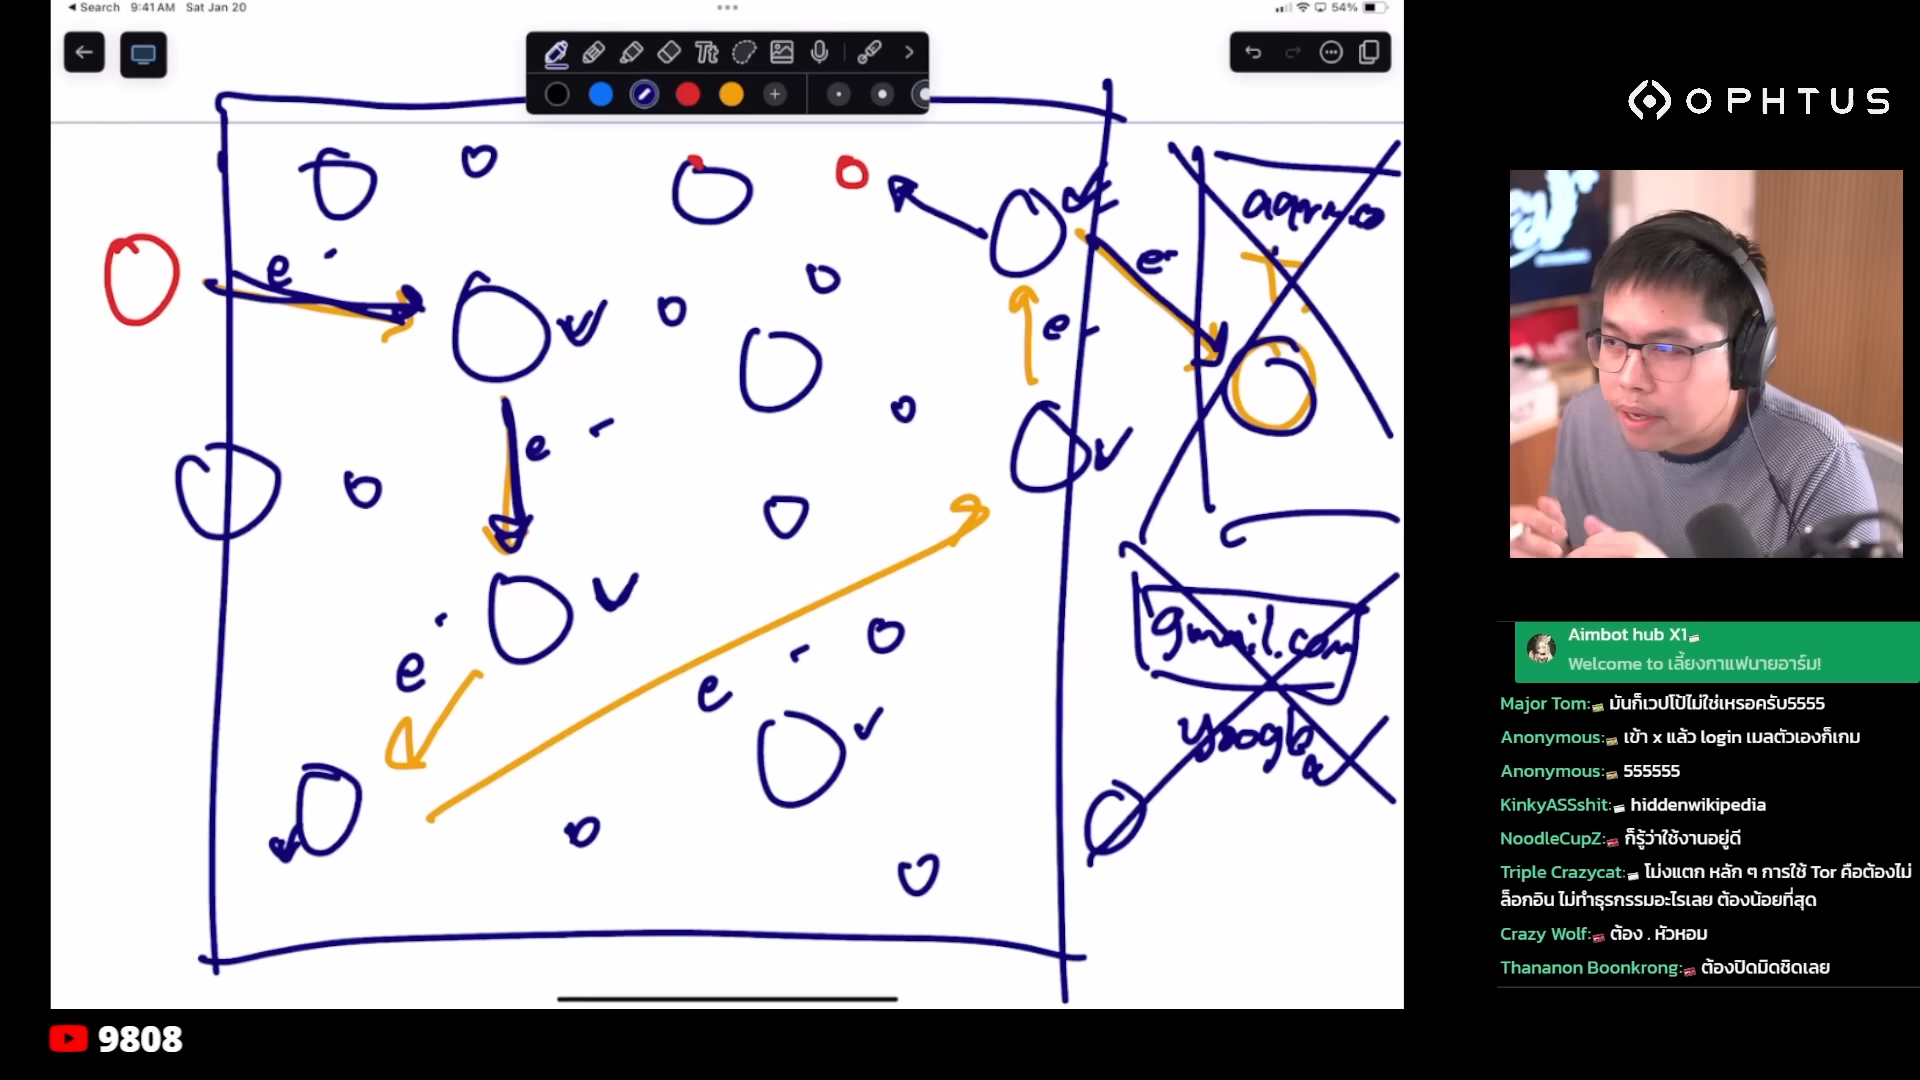 Search 9:41 AM Sat Jan 20
54%
Tt
OPHTUS
e -
e -
e -
e -
e -
e -
gmail.com
Aimbot hub X1
Welcome to เลี้ยงกาแฟนายอาร์ม!
Major Tom: มันก็เวปโป้ไม่ใช่เหรอครับ5555
Anonymous: เข้า x แล้ว login เมลตัวเองก็เกม
Anonymous: 555555
KinkyASSshit: hiddenwikipedia
NoodleCupZ: ก็รู้ว่าใช้งานอยู่ดี
Triple Crazycat: โม่งแตก หลัก ๆ การใช้ Tor คือต้องไม่
ล็อกอิน ไม่ทำธุรกรรมอะไรเลย ต้องน้อยที่สุด
Crazy Wolf: ต้อง . หัวหอม
Thananon Boonkrong: ต้องปิดมิดชิดเลย
9808